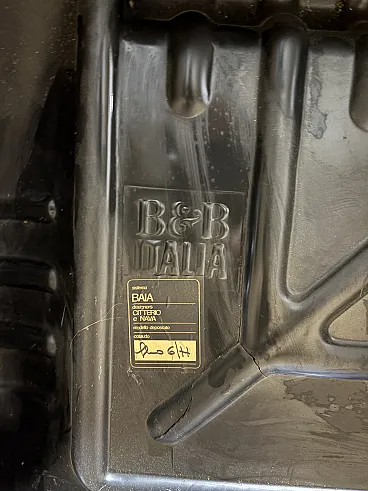 B&B
ITALIA
sistema
BAIA
designers
CITTERIO
e NAVA
modello depositato
collaudo